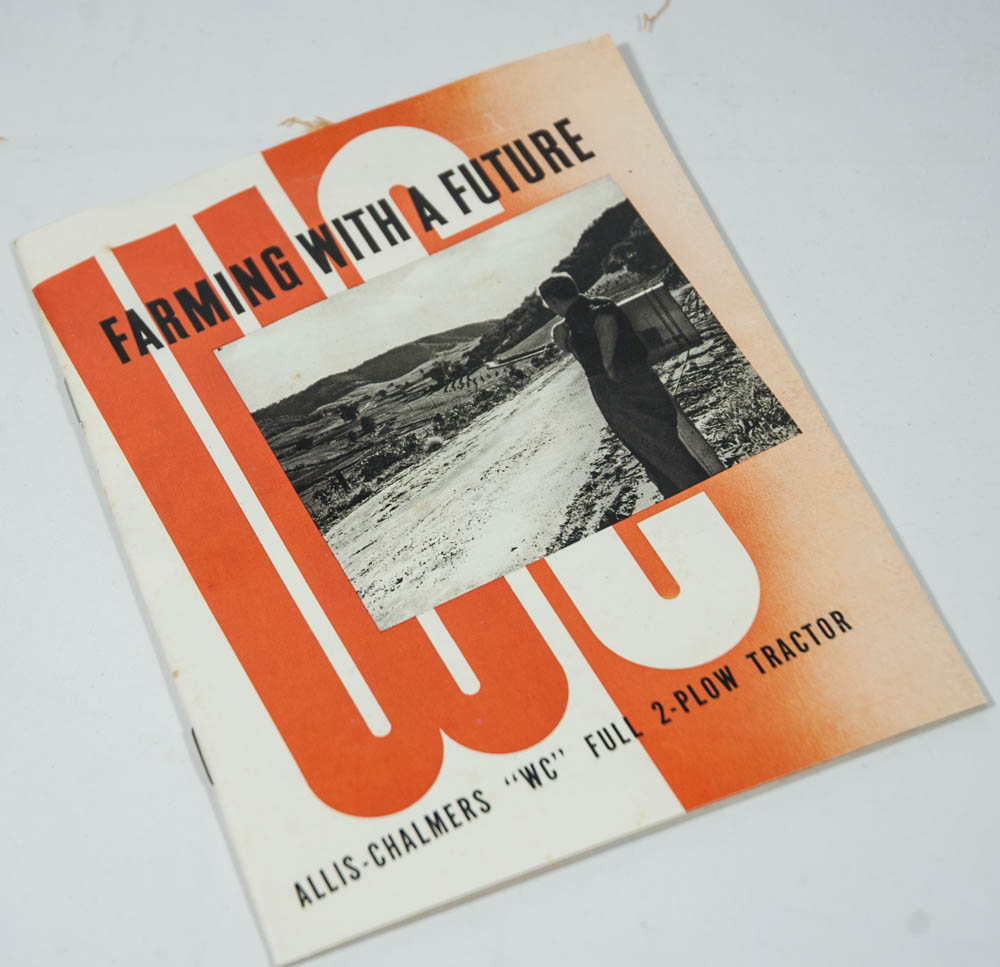 WC
FARMING WITH A FUTURE
ALLIS-CHALMERS "WC" FULL 2-PLOW TRACTOR